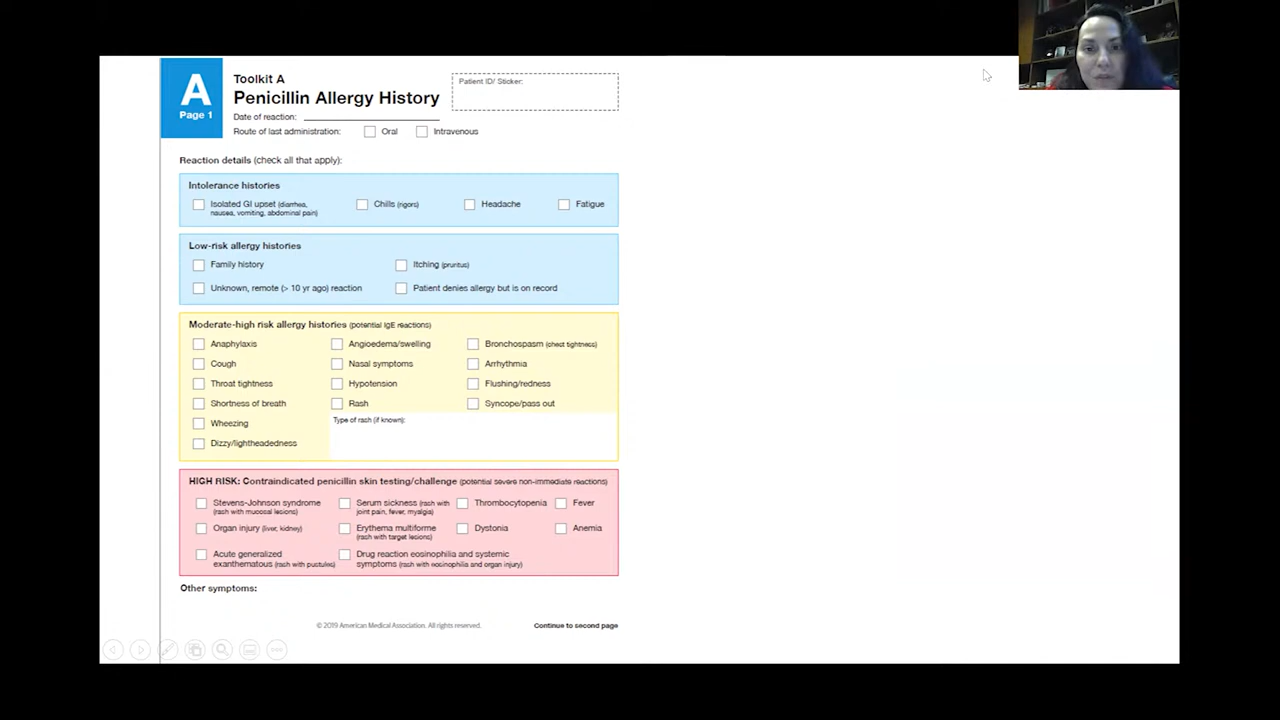 A
Page 1
Toolkit A
Penicillin Allergy History
Patient ID/ Sticker:
Date of reaction:
Route of last administration: Oral Intravenous
Reaction details (check all that apply):
Intolerance histories
Isolated GI upset (diarrhea,
nausea, vomiting, abdominal pain)
Chills (rigors)
Headache
Fatigue
Low-risk allergy histories
Family history
Itching (pruritus)
Unknown, remote (> 10 yr ago) reaction
Patient denies allergy but is on record
Moderate-high risk allergy histories (potential IgE reactions)
Anaphylaxis
Angioedema/swelling
Bronchospasm (chest tightness)
Cough
Nasal symptoms
Arrhythmia
Throat tightness
Hypotension
Flushing/redness
Shortness of breath
Rash
Syncope/pass out
Wheezing
Type of rash (if known):
Dizzy/lightheadedness
HIGH RISK: Contraindicated penicillin skin testing/challenge (potential severe non-immediate reactions)
Stevens-Johnson syndrome
(rash with mucosal lesions)
Serum sickness (rash with
joint pain, fever, myalgia)
Thrombocytopenia
Fever
Organ injury (liver, kidney)
Erythema multiforme
(rash with target lesions)
Dystonia
Anemia
Acute generalized
exanthematous (rash with pustules)
Drug reaction eosinophilia and systemic
symptoms (rash with eosinophilia and organ injury)
Other symptoms:
© 2019 American Medical Association. All rights reserved.
Continue to second page